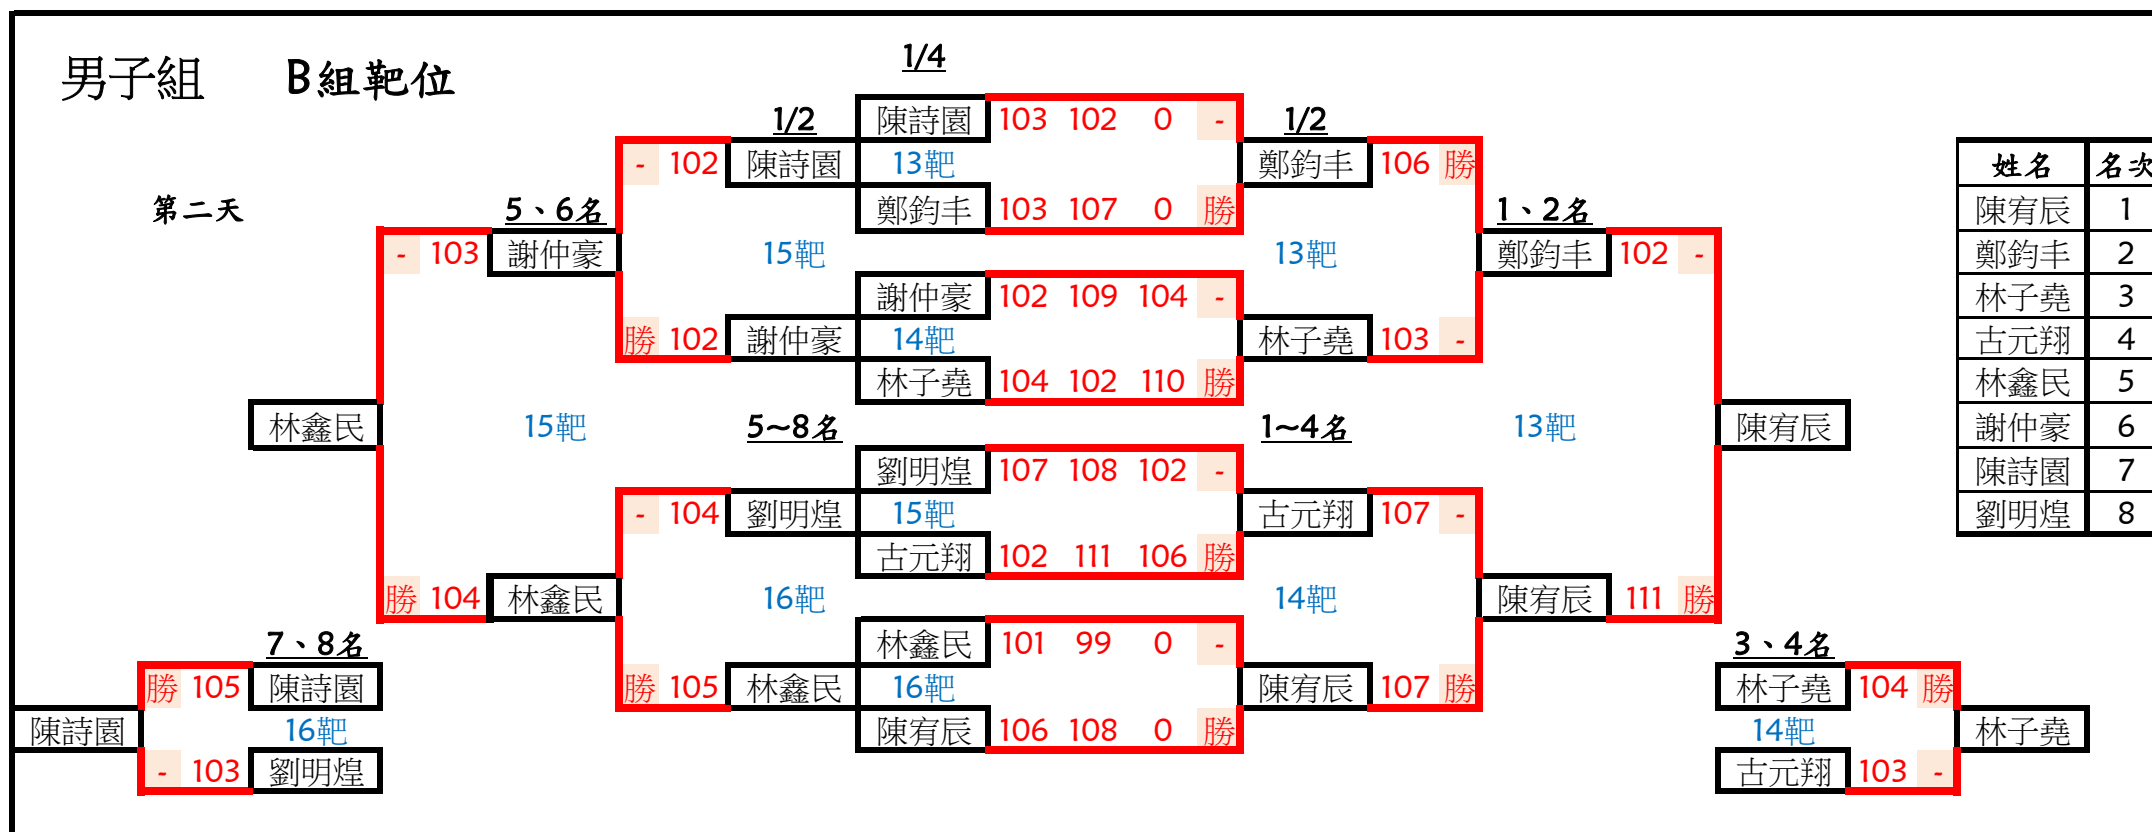 1/4
男子組 B組靶位
1/2 陳詩園 103 102 0 - 1/2
- 102 陳詩園 13靶 鄭鈞丰 106 勝 姓名 名次
第二天 5、6名 鄭鈞丰 103 107 0 勝 1、2名 陳宥辰 1
- 103 謝仲豪 15靶 13靶 鄭鈞丰 102 - 鄭鈞丰 2
謝仲豪 102 109 104 - 林子堯 3
勝 102 謝仲豪 14靶 林子堯 103 - 古元翔 4
林子堯 104 102 110 勝 林鑫民 5
林鑫民 15靶 5~8名 1~4名 13靶 陳宥辰 謝仲豪 6
劉明煌 107 108 102 - 陳詩園 7
- 104 劉明煌 15靶 古元翔 107 - 劉明煌 8
古元翔 102 111 106 勝
勝 104 林鑫民 16靶 14靶 陳宥辰 111 勝
7、8名 林鑫民 101 99 0 - 3、4名
勝 105 陳詩園 勝 105 林鑫民 16靶 陳宥辰 107 勝 林子堯 104 勝
陳詩園 16靶 陳宥辰 106 108 0 勝 14靶 林子堯
- 103 劉明煌 古元翔 103 -